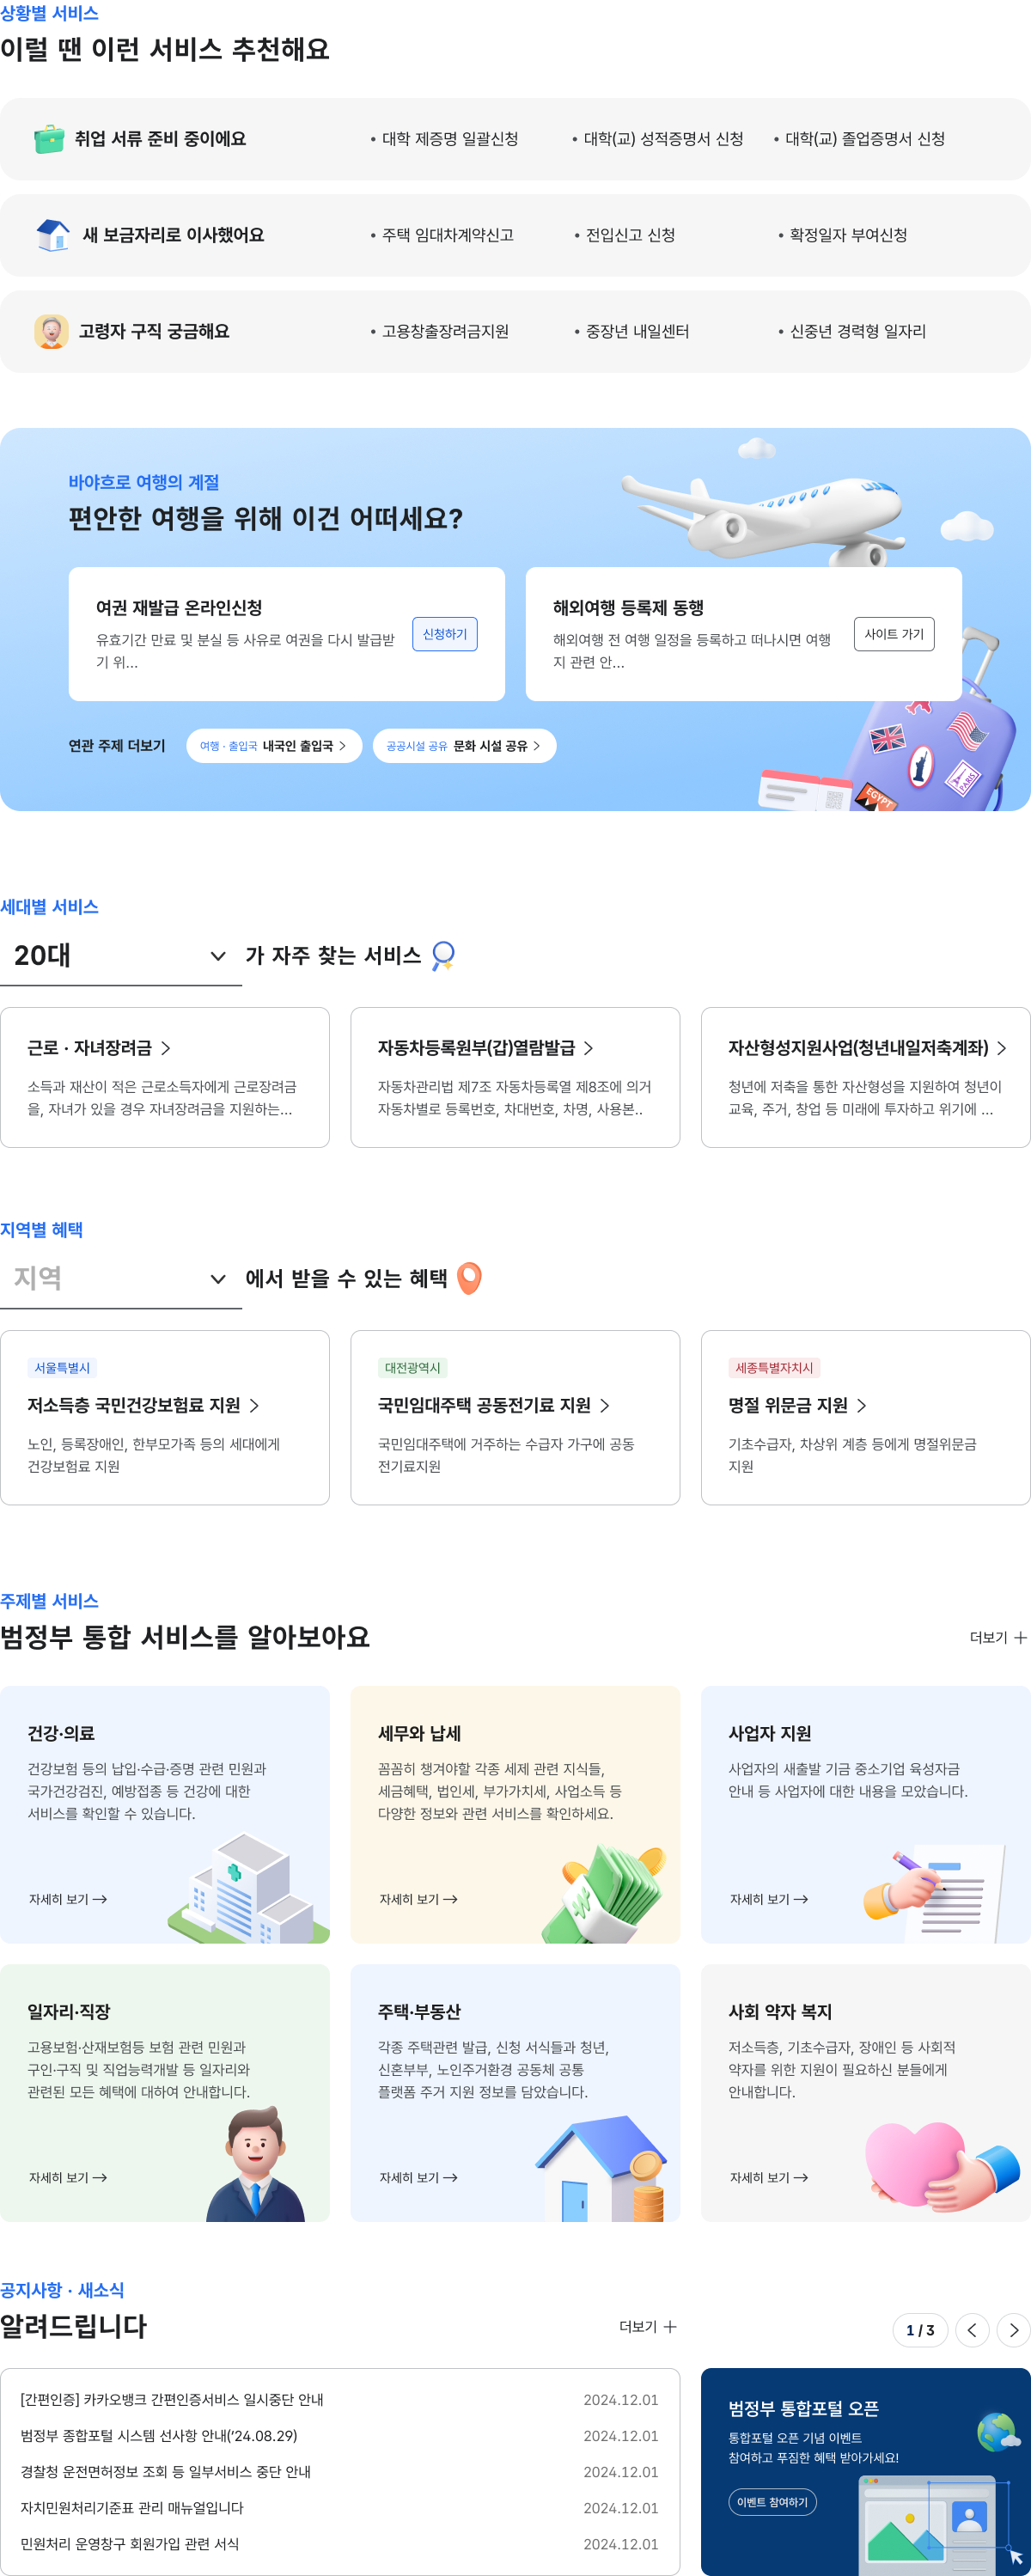 상황별 서비스
이럴 땐 이런 서비스 추천해요
취업 서류 준비 중이에요
• 대학 제증명 일괄신청
• 대학(교) 성적증명서 신청
• 대학(교) 졸업증명서 신청
새 보금자리로 이사했어요
• 주택 임대차계약신고
• 전입신고 신청
• 확정일자 부여신청
고령자 구직 궁금해요
• 고용창출장려금지원
• 중장년 내일센터
• 신중년 경력형 일자리
바야흐로 여행의 계절
편안한 여행을 위해 이건 어떠세요?
여권 재발급 온라인신청
유효기간 만료 및 분실 등 사유로 여권을 다시 발급받
기 위...
신청하기
해외여행 등록제 동행
해외여행 전 여행 일정을 등록하고 떠나시면 여행
지 관련 안...
사이트 가기
연관 주제 더보기
여행 · 출입국 내국인 출입국
공공시설 공유 문화 시설 공유
PARIS
EGYPT
세대별 서비스
20대
가 자주 찾는 서비스
근로 · 자녀장려금
소득과 재산이 적은 근로소득자에게 근로장려금
을, 자녀가 있을 경우 자녀장려금을 지원하는...
자동차등록원부(갑)열람발급
자동차관리법 제7조 자동차등록열 제8조에 의거
자동차별로 등록번호, 차대번호, 차명, 사용본..
자산형성지원사업(청년내일저축계좌)
청년에 저축을 통한 자산형성을 지원하여 청년이
교육, 주거, 창업 등 미래에 투자하고 위기에 ...
지역별 혜택
지역
에서 받을 수 있는 혜택
서울특별시
저소득층 국민건강보험료 지원
노인, 등록장애인, 한부모가족 등의 세대에게
건강보험료 지원
대전광역시
국민임대주택 공동전기료 지원
국민임대주택에 거주하는 수급자 가구에 공동
전기료지원
세종특별자치시
명절 위문금 지원
기초수급자, 차상위 계층 등에게 명절위문금
지원
주제별 서비스
범정부 통합 서비스를 알아보아요
더보기
건강·의료
건강보험 등의 납입·수급·증명 관련 민원과
국가건강검진, 예방접종 등 건강에 대한
서비스를 확인할 수 있습니다.
자세히 보기
세무와 납세
꼼꼼히 챙겨야할 각종 세제 관련 지식들,
세금혜택, 법인세, 부가가치세, 사업소득 등
다양한 정보와 관련 서비스를 확인하세요.
자세히 보기
사업자 지원
사업자의 새출발 기금 중소기업 육성자금
안내 등 사업자에 대한 내용을 모았습니다.
자세히 보기
일자리·직장
고용보험·산재보험등 보험 관련 민원과
구인·구직 및 직업능력개발 등 일자리와
관련된 모든 혜택에 대하여 안내합니다.
자세히 보기
주택·부동산
각종 주택관련 발급, 신청 서식들과 청년,
신혼부부, 노인주거환경 공동체 공통
플랫폼 주거 지원 정보를 담았습니다.
자세히 보기
사회 약자 복지
저소득층, 기초수급자, 장애인 등 사회적
약자를 위한 지원이 필요하신 분들에게
안내합니다.
자세히 보기
공지사항 · 새소식
알려드립니다
더보기
1 / 3
[간편인증] 카카오뱅크 간편인증서비스 일시중단 안내 2024.12.01
범정부 종합포털 시스템 선사항 안내('24.08.29) 2024.12.01
경찰청 운전면허정보 조회 등 일부서비스 중단 안내 2024.12.01
자치민원처리기준표 관리 매뉴얼입니다 2024.12.01
민원처리 운영창구 회원가입 관련 서식 2024.12.01
범정부 통합포털 오픈
통합포털 오픈 기념 이벤트
참여하고 푸짐한 혜택 받아가세요!
이벤트 참여하기